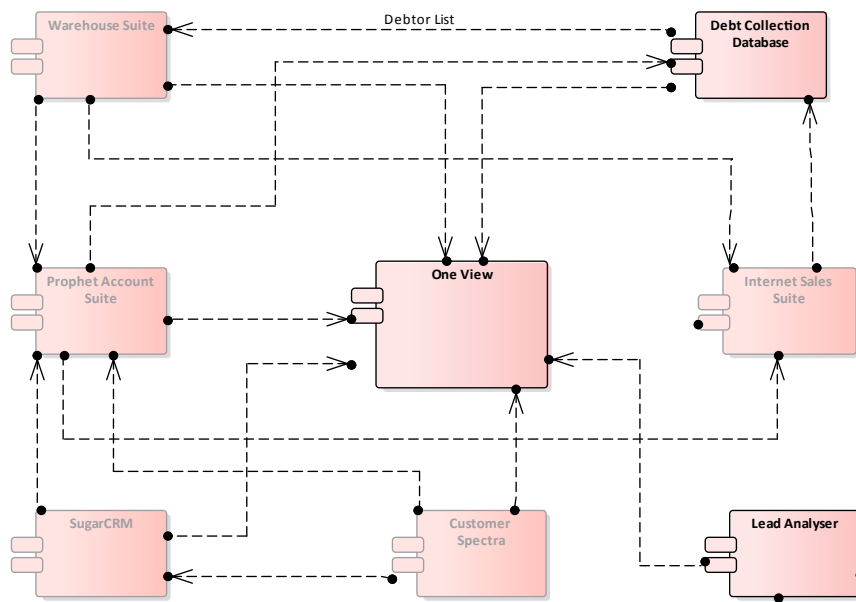 Warehouse Suite
Debtor List
Debt Collection
Database
Prophet Account
Suite
One View
Internet Sales
Suite
SugarCRM
Customer
Spectra
Lead Analyser